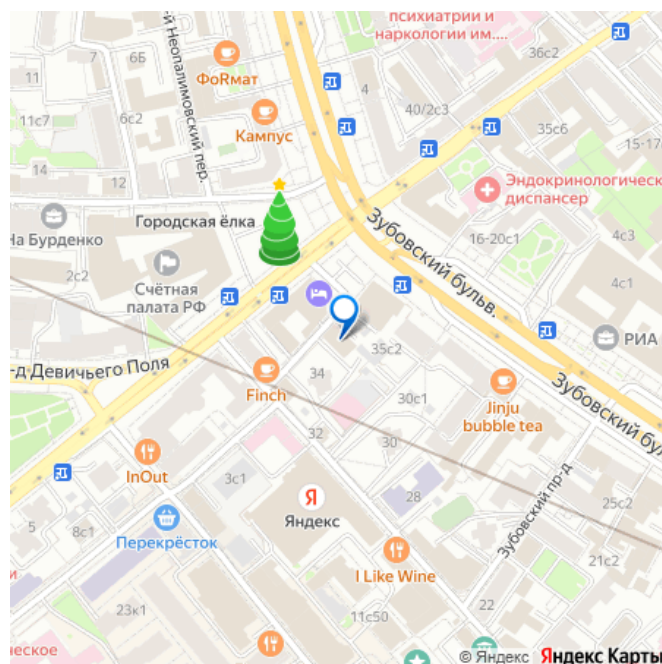 психиатрии и
наркологии им....
36с2
7
6Б
-й Неопалимовский пер.
11
ФоRмат
4
40/2с3
11с7
6с2
Кампус
35с6
15-17
14
12
Эндокринологичес
диспансер
На Бурденко
Городская ёлка
Зубовский бульв.
16-20с1
4с3
2с2
Счётная
палата РФ
4с1
РИА
35с2
-д Девичьего Поля
Finch
34
30с1
Jinju
bubble tea
Зубовский бул
32
30
InOut
3с1
Яндекс
28
Зубовский пр-д
25с2
5
8с1
Перекрёсток
I Like Wine
21с2
23к1
11с50
22
ческое
© Яндекс Яндекс Карты